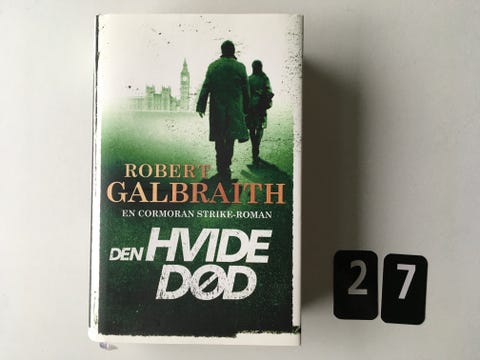 ROBERT
GALBRAITH
EN CORMORAN STRIKE-ROMAN
DEN HVIDE
DØD
2 7